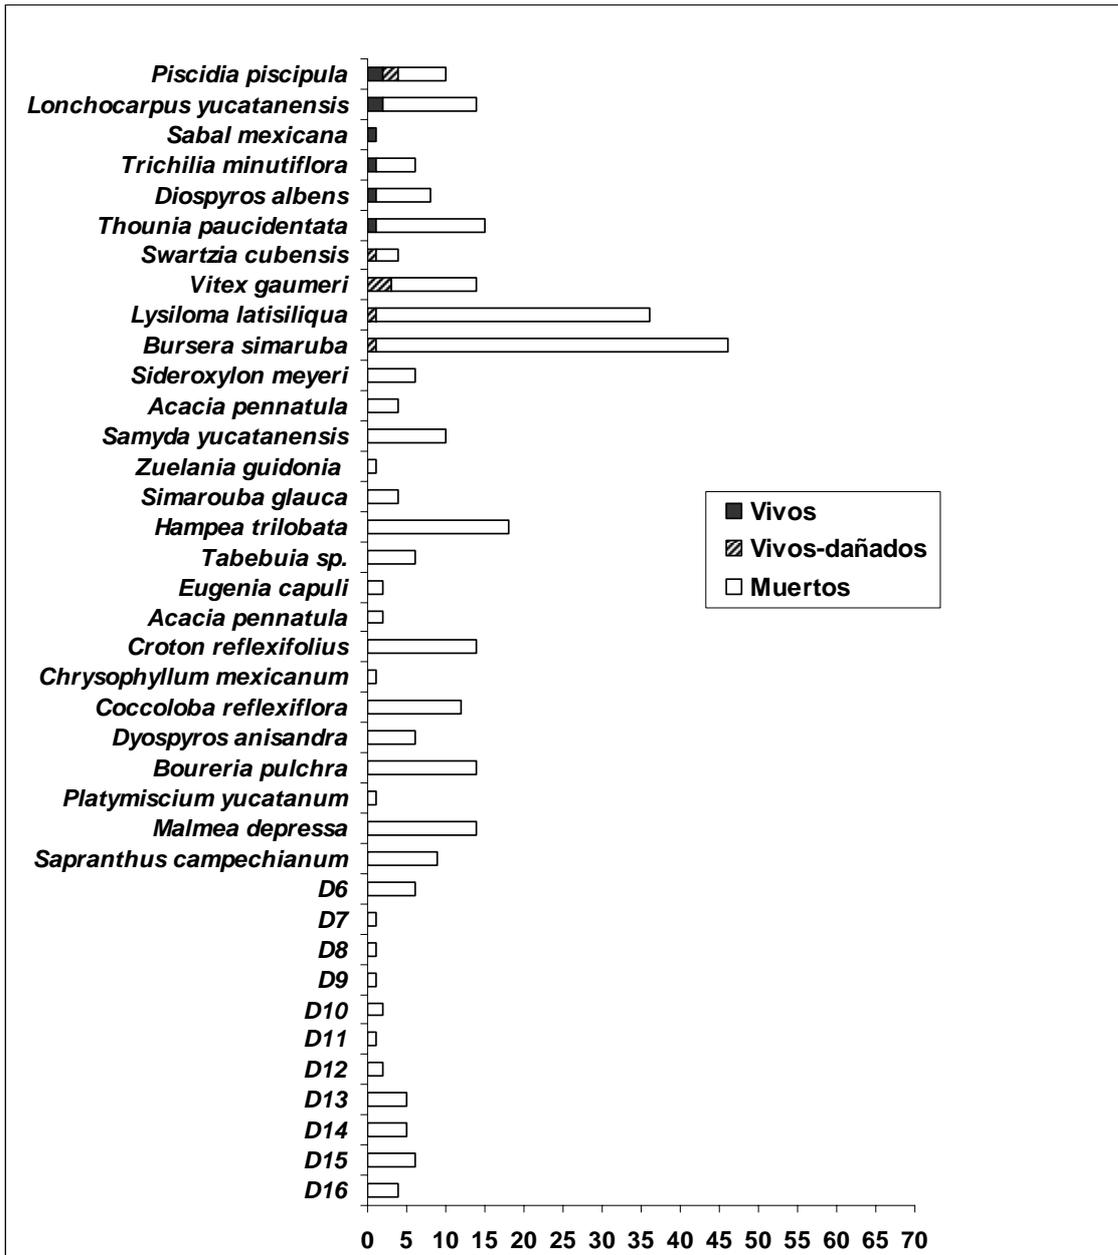 Piscidia piscipula
Lonchocarpus yucatanensis
Sabal mexicana
Trichilia minutiflora
Diospyros albens
Thounia paucidentata
Swartzia cubensis
Vitex gaumeri
Lysiloma latisiliqua
Bursera simaruba
Sideroxylon meyeri
Acacia pennatula
Samyda yucatanensis
Zuelania guidonia
Simarouba glauca
Hampea trilobata
Tabebuia sp.
Eugenia capuli
Acacia pennatula
Croton reflexifolius
Chrysophyllum mexicanum
Coccoloba reflexiflora
Dyospyros anisandra
Boureria pulchra
Platymiscium yucatanum
Malmea depressa
Sapranthus campechianum
D6
D7
D8
D9
D10
D11
D12
D13
D14
D15
D16
0 5 10 15 20 25 30 35 40 45 50 55 60 65 70
Vivos
Vivos-dañados
Muertos